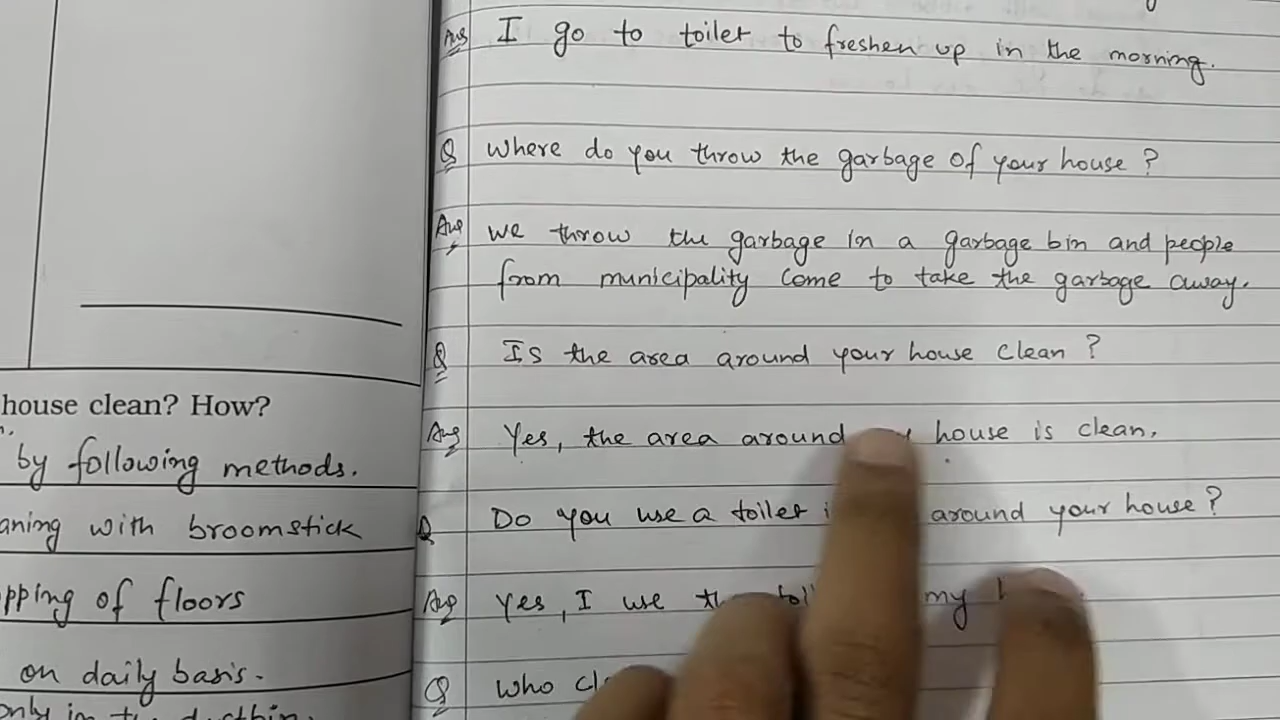 house clean? How?
by following methods.
aning with broomstick
pping of floors
on daily basis.
only in the dustbin.
Ans I go to toilet to freshen up in the morning.
Q Where do you throw the garbage of your house?
Ans we throw the garbage in a garbage bin and people
from municipality come to take the garbage away.
Q Is the area around your house clean?
Ans Yes, the area around house is clean.
Q Do you use a toilet around your house?
Ans Yes, I use my
Q Who